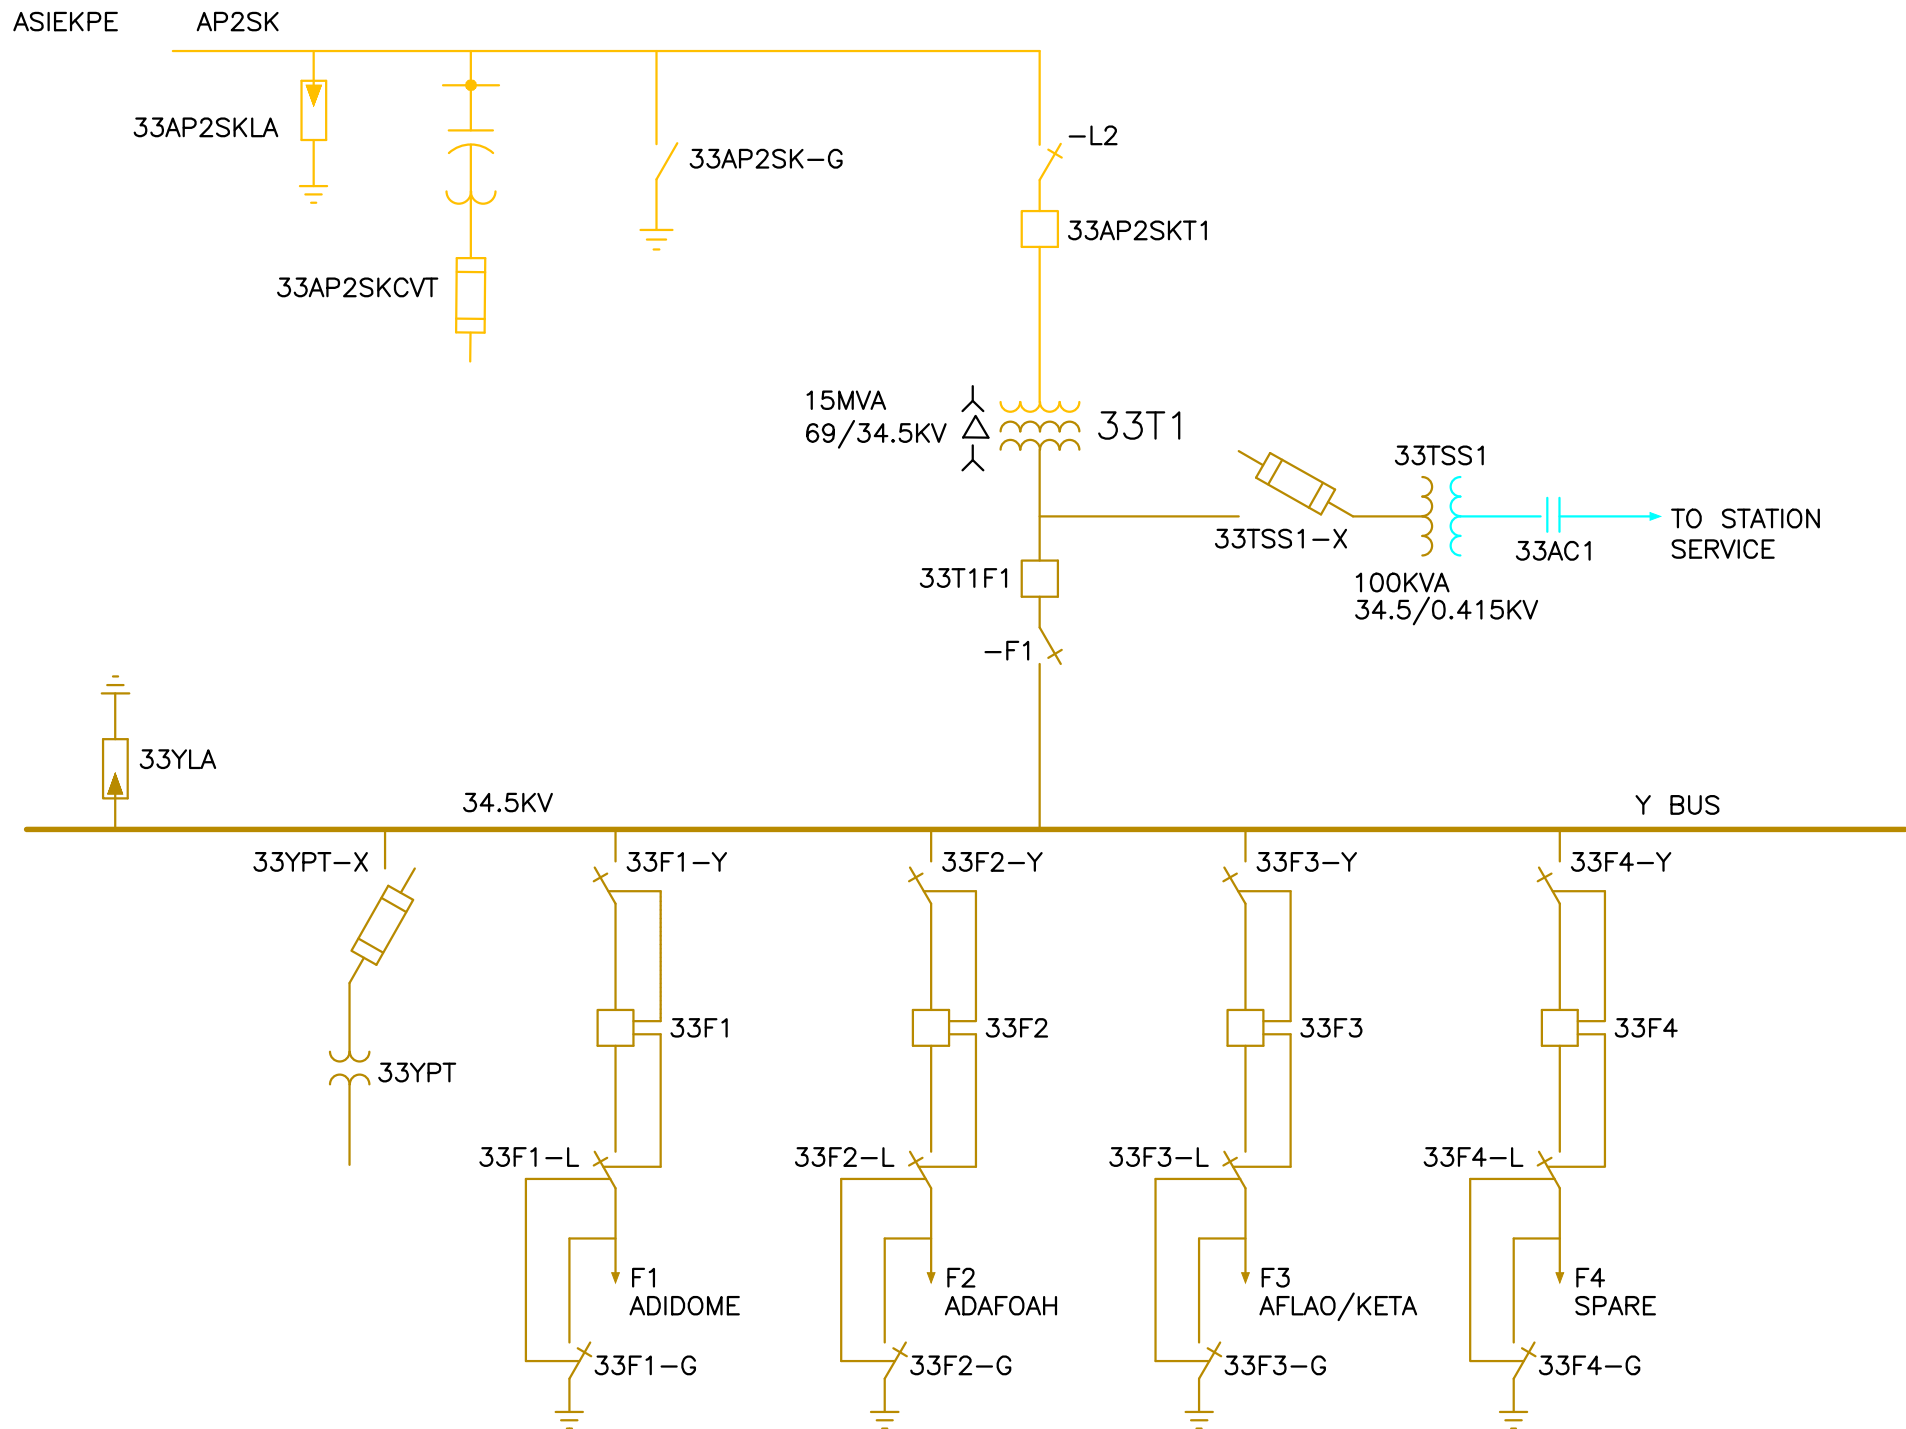 ASIEKPE AP2SK
33AP2SKLA
-L2
33AP2SK-G
33AP2SKT1
33AP2SKCVT
15MVA
69/34.5KV
33T1
33TSS1
33TSS1-X
33AC1
TO STATION
SERVICE
33T1F1
100KVA
34.5/0.415KV
-F1
33YLA
34.5KV
Y BUS
33YPT-X
33F1-Y
33F2-Y
33F3-Y
33F4-Y
33F1
33F2
33F3
33F4
33YPT
33F1-L
33F2-L
33F3-L
33F4-L
F1
ADIDOME
F2
ADAFOAH
F3
AFLAO/KETA
F4
SPARE
33F1-G
33F2-G
33F3-G
33F4-G